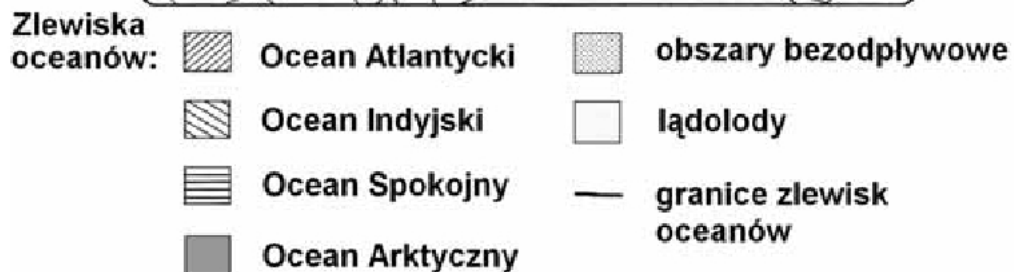 Zlewiska
oceanów:
Ocean Atlantycki
Ocean Indyjski
Ocean Spokojny
Ocean Arktyczny
obszary bezodpływowe
lądolody
granice zlewisk
oceanów